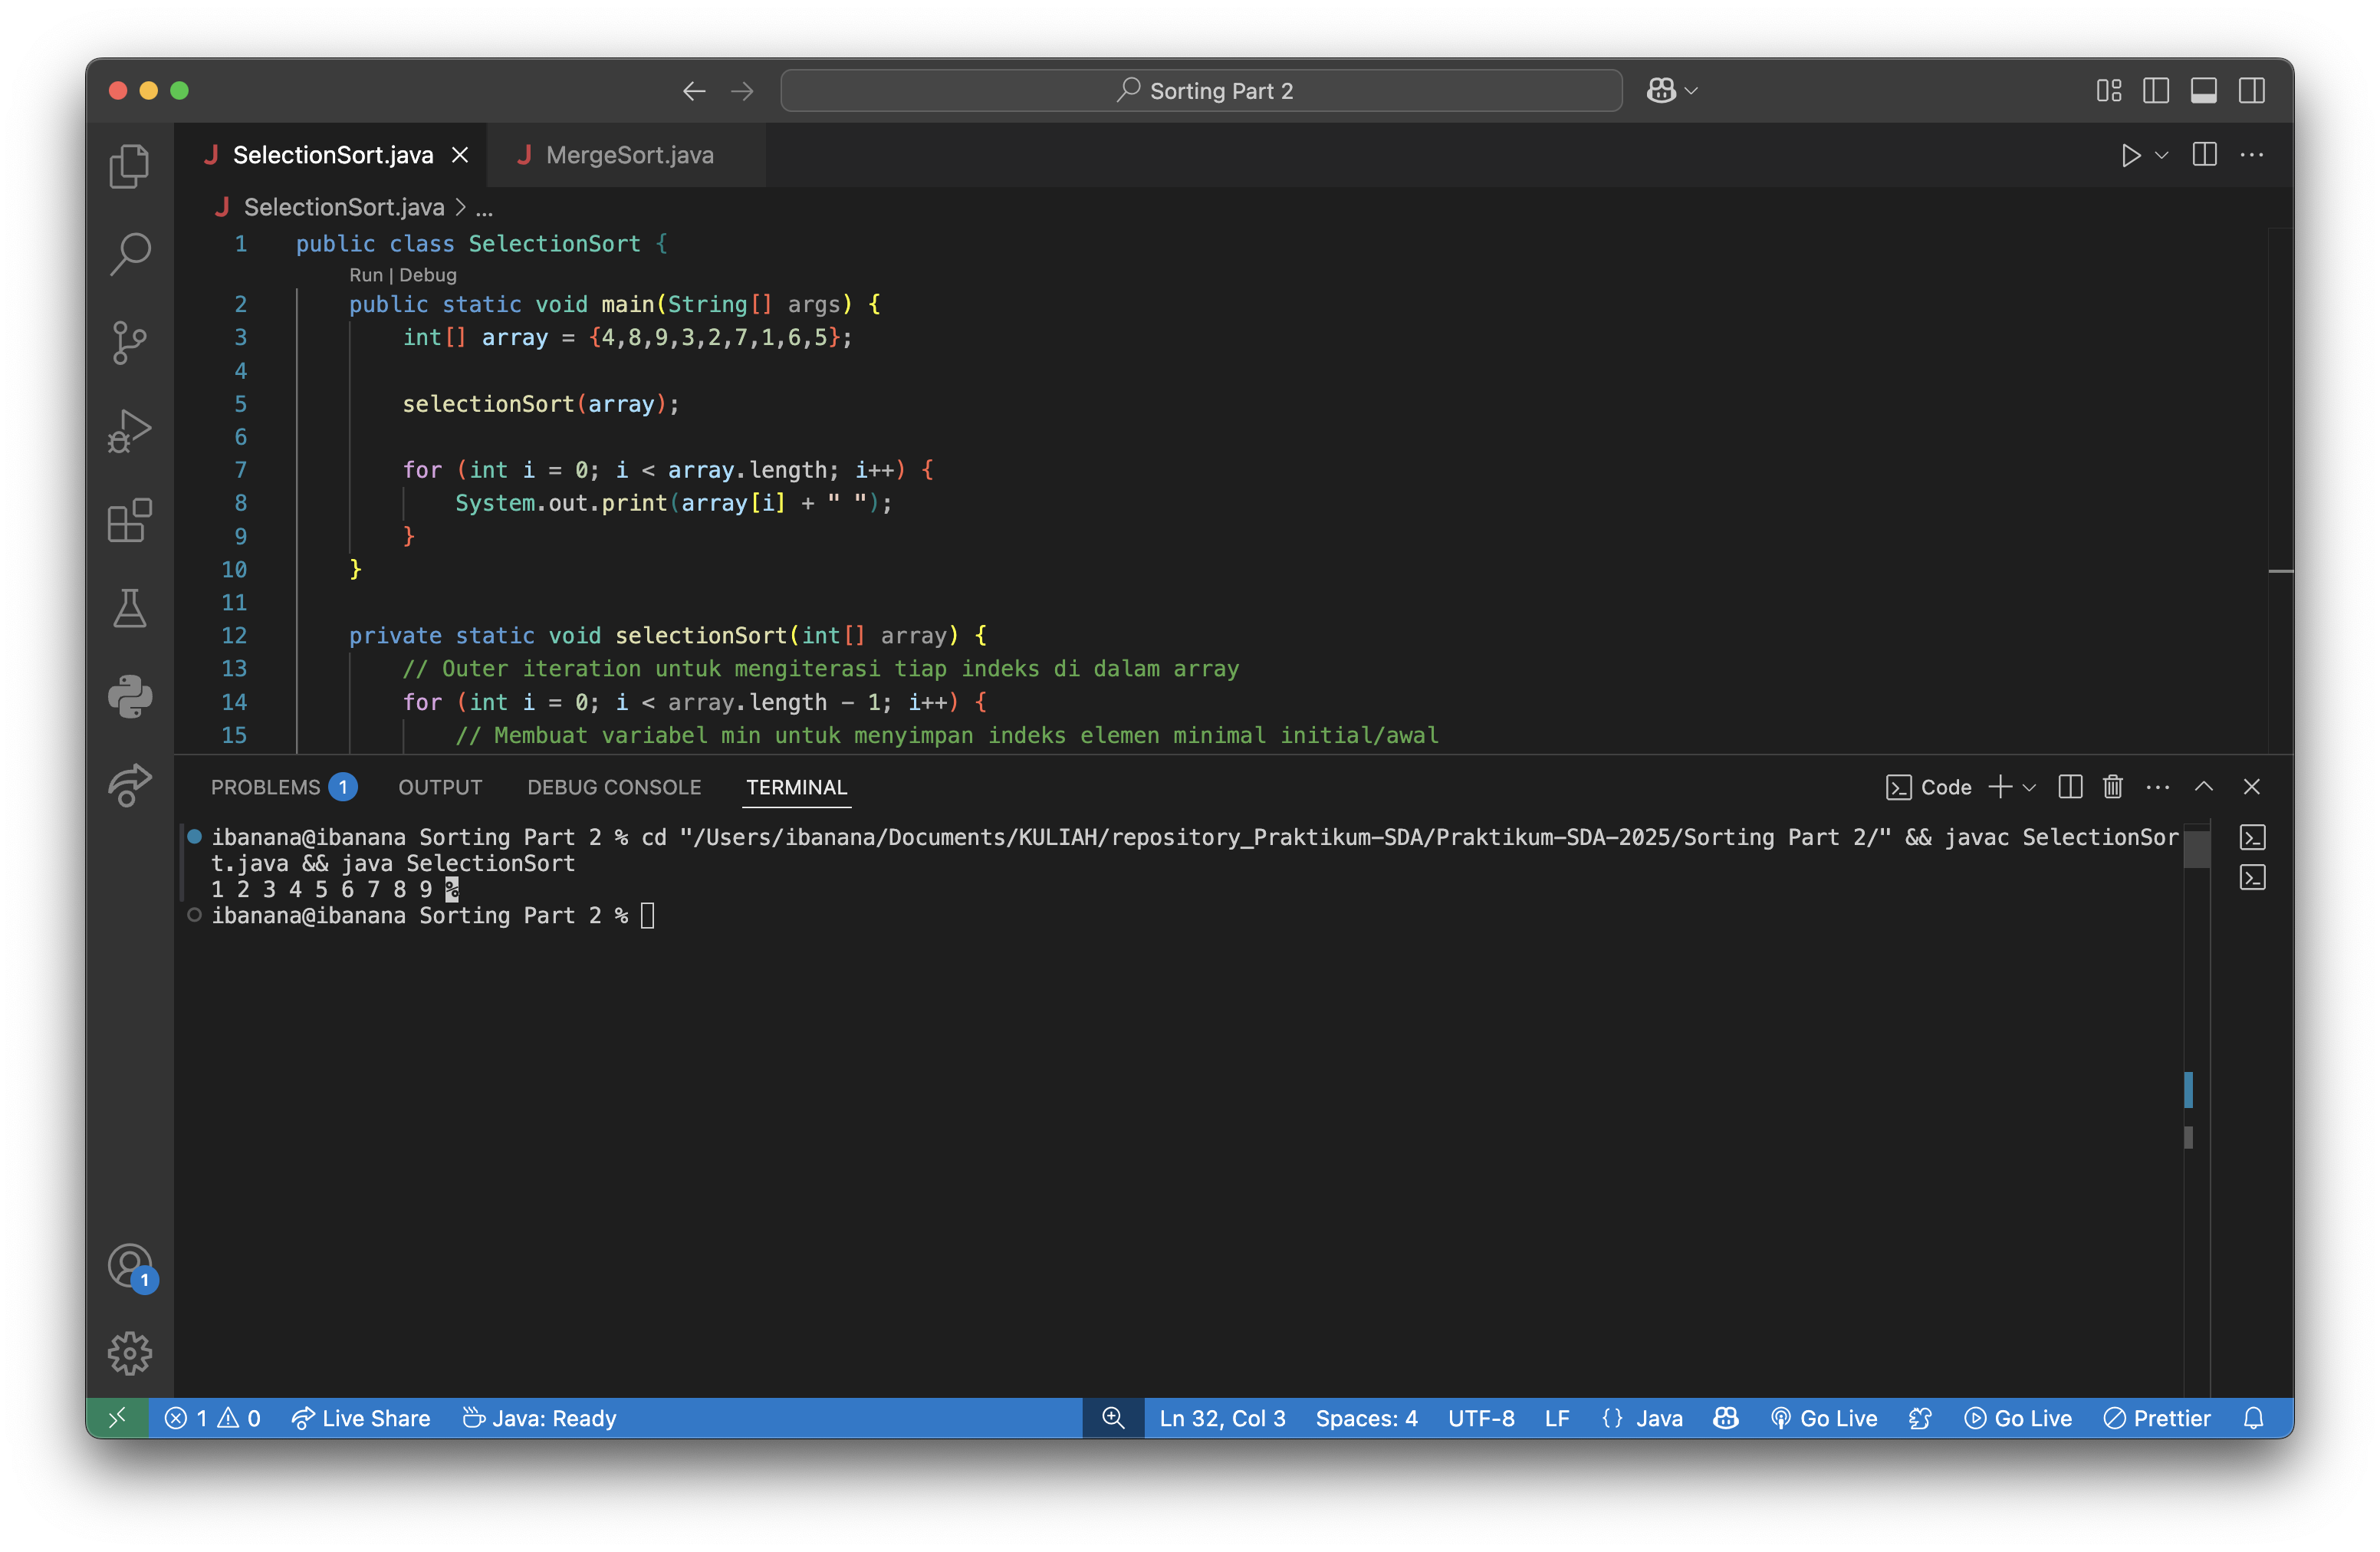 Sorting Part 2
SelectionSort.java
MergeSort.java
SelectionSort.java > ...
1 public class SelectionSort {
Run | Debug
2 public static void main(String[] args) {
3 int[] array = {4,8,9,3,2,7,1,6,5};
4
5 selectionSort(array);
6
7 for (int i = 0; i < array.length; i++) {
8 System.out.print(array[i] + " ");
9 }
10 }
11
12 private static void selectionSort(int[] array) {
13 // Outer iteration untuk mengiterasi tiap indeks di dalam array
14 for (int i = 0; i < array.length - 1; i++) {
15 // Membuat variabel min untuk menyimpan indeks elemen minimal initial/awal
PROBLEMS 1 OUTPUT DEBUG CONSOLE TERMINAL Code
ibanana@ibanana Sorting Part 2 % cd "/Users/ibanana/Documents/KULIAH/repository_Praktikum-SDA/Praktikum-SDA-2025/Sorting Part 2/" && javac SelectionSor
t.java && java SelectionSort
1 2 3 4 5 6 7 8 9 %
ibanana@ibanana Sorting Part 2 %
1
1 0 Live Share Java: Ready Ln 32, Col 3 Spaces: 4 UTF-8 LF {} Java Go Live Go Live Prettier